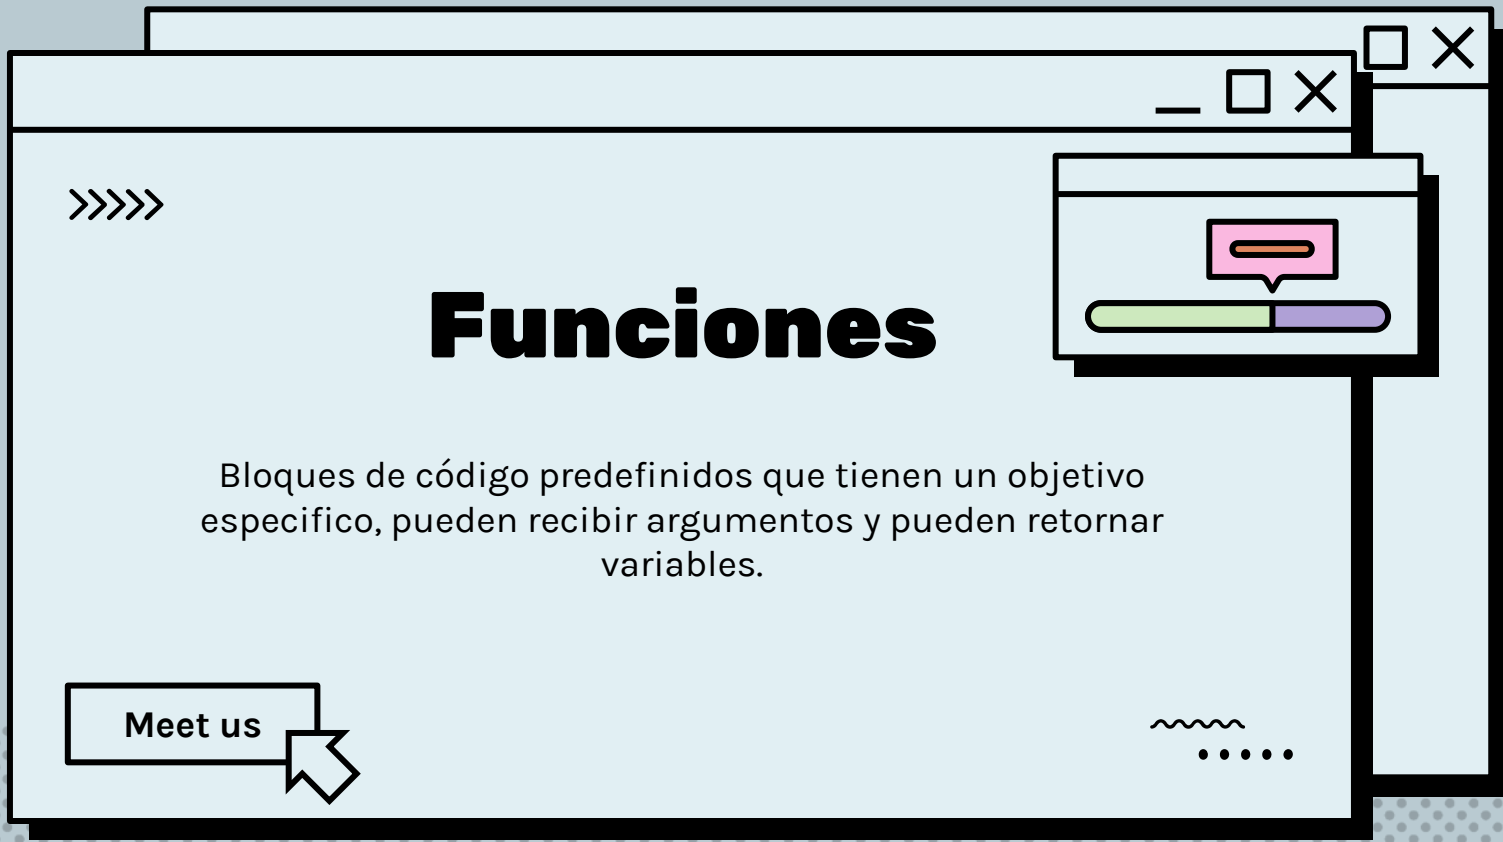 Funciones
Bloques de código predefinidos que tienen un objetivo
especifico, pueden recibir argumentos y pueden retornar
variables.
Meet us